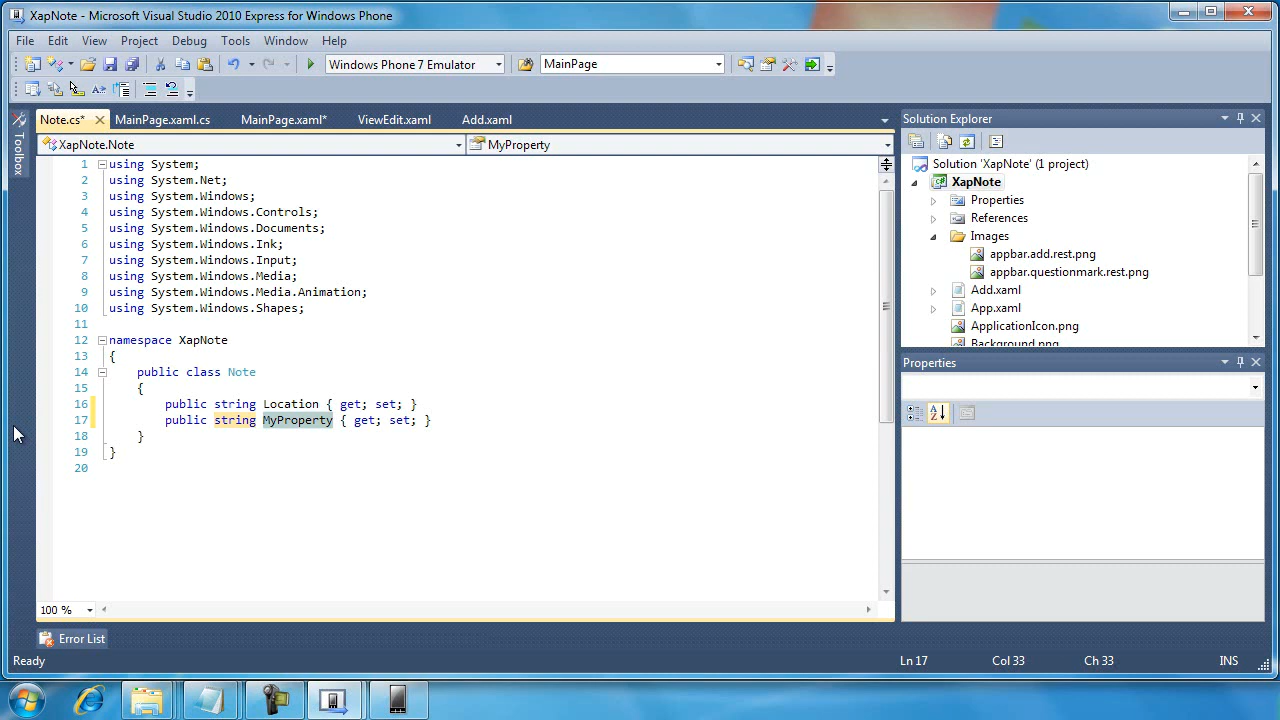 XapNote - Microsoft Visual Studio 2010 Express for Windows Phone
File Edit View Project Debug Tools Window Help
Windows Phone 7 Emulator MainPage
Note.cs* MainPage.xaml.cs MainPage.xaml* ViewEdit.xaml Add.xaml
XapNote.Note MyProperty
Toolbox
1 using System;
2 using System.Net;
3 using System.Windows;
4 using System.Windows.Controls;
5 using System.Windows.Documents;
6 using System.Windows.Ink;
7 using System.Windows.Input;
8 using System.Windows.Media;
9 using System.Windows.Media.Animation;
10 using System.Windows.Shapes;
11
12 namespace XapNote
13 {
14 public class Note
15 {
16 public string Location { get; set; }
17 public string MyProperty { get; set; }
18 }
19 }
20
100 %
Solution Explorer
Solution 'XapNote' (1 project)
XapNote
Properties
References
Images
appbar.add.rest.png
appbar.questionmark.rest.png
Add.xaml
App.xaml
ApplicationIcon.png
Background.png
Properties
Error List
Ready Ln 17 Col 33 Ch 33 INS